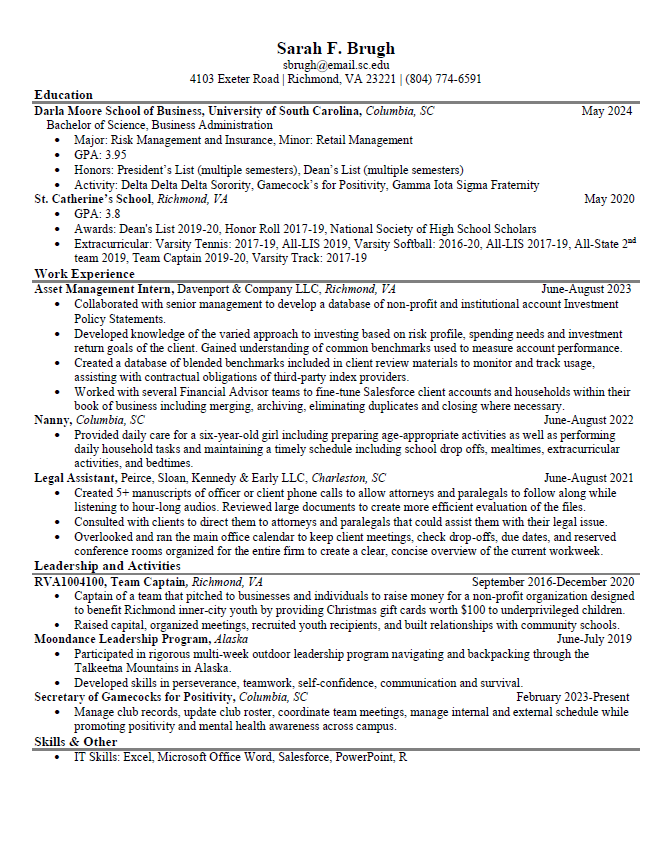 Sarah F. Brugh
sbrugh@email.sc.edu
4103 Exeter Road | Richmond, VA 23221 | (804) 774-6591
Education
Darla Moore School of Business, University of South Carolina, Columbia, SC May 2024
Bachelor of Science, Business Administration
• Major: Risk Management and Insurance, Minor: Retail Management
• GPA: 3.95
• Honors: President's List (multiple semesters), Dean's List (multiple semesters)
• Activity: Delta Delta Delta Sorority, Gamecock's for Positivity, Gamma Iota Sigma Fraternity
St. Catherine's School, Richmond, VA May 2020
• GPA: 3.8
• Awards: Dean's List 2019-20, Honor Roll 2017-19, National Society of High School Scholars
• Extracurricular: Varsity Tennis: 2017-19, All-LIS 2019, Varsity Softball: 2016-20, All-LIS 2017-19, All-State 2nd
team 2019, Team Captain 2019-20, Varsity Track: 2017-19
Work Experience
Asset Management Intern, Davenport & Company LLC, Richmond, VA June-August 2023
• Collaborated with senior management to develop a database of non-profit and institutional account Investment
Policy Statements.
• Developed knowledge of the varied approach to investing based on risk profile, spending needs and investment
return goals of the client. Gained understanding of common benchmarks used to measure account performance.
• Created a database of blended benchmarks included in client review materials to monitor and track usage,
assisting with contractual obligations of third-party index providers.
• Worked with several Financial Advisor teams to fine-tune Salesforce client accounts and households within their
book of business including merging, archiving, eliminating duplicates and closing where necessary.
Nanny, Columbia, SC June-August 2022
• Provided daily care for a six-year-old girl including preparing age-appropriate activities as well as performing
daily household tasks and maintaining a timely schedule including school drop offs, mealtimes, extracurricular
activities, and bedtimes.
Legal Assistant, Peirce, Sloan, Kennedy & Early LLC, Charleston, SC June-August 2021
• Created 5+ manuscripts of officer or client phone calls to allow attorneys and paralegals to follow along while
listening to hour-long audios. Reviewed large documents to create more efficient evaluation of the files.
• Consulted with clients to direct them to attorneys and paralegals that could assist them with their legal issue.
• Overlooked and ran the main office calendar to keep client meetings, check drop-offs, due dates, and reserved
conference rooms organized for the entire firm to create a clear, concise overview of the current workweek.
Leadership and Activities
RVA1004100, Team Captain, Richmond, VA September 2016-December 2020
• Captain of a team that pitched to businesses and individuals to raise money for a non-profit organization designed
to benefit Richmond inner-city youth by providing Christmas gift cards worth $100 to underprivileged children.
• Raised capital, organized meetings, recruited youth recipients, and built relationships with community schools.
Moondance Leadership Program, Alaska June-July 2019
• Participated in rigorous multi-week outdoor leadership program navigating and backpacking through the
Talkeetna Mountains in Alaska.
• Developed skills in perseverance, teamwork, self-confidence, communication and survival.
Secretary of Gamecocks for Positivity, Columbia, SC February 2023-Present
• Manage club records, update club roster, coordinate team meetings, manage internal and external schedule while
promoting positivity and mental health awareness across campus.
Skills & Other
• IT Skills: Excel, Microsoft Office Word, Salesforce, PowerPoint, R